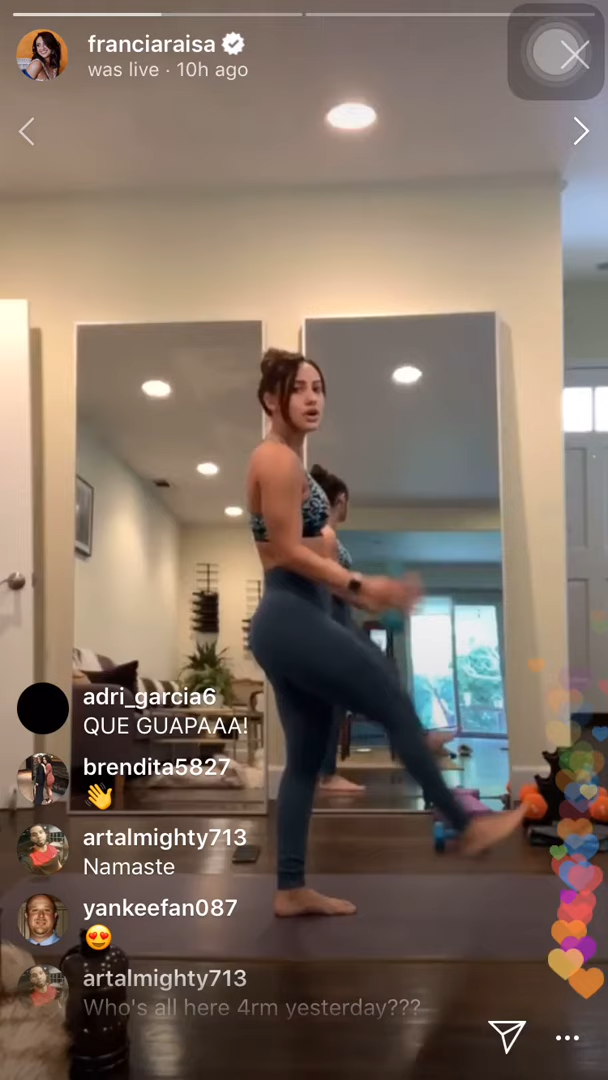 franciaraisa
was live · 10h ago
adri_garcia6
QUE GUAPAAA!
brendita5827
👋
artalmighty713
Namaste
yankeefan087
😍
artalmighty713
Who's all here 4rm yesterday???